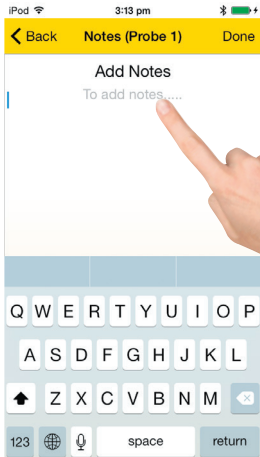 iPod 3:13 pm
Back Notes (Probe 1) Done
Add Notes
To add notes.....
Q W E R T Y U I O P
A S D F G H J K L
Z X C V B N M
123 space return